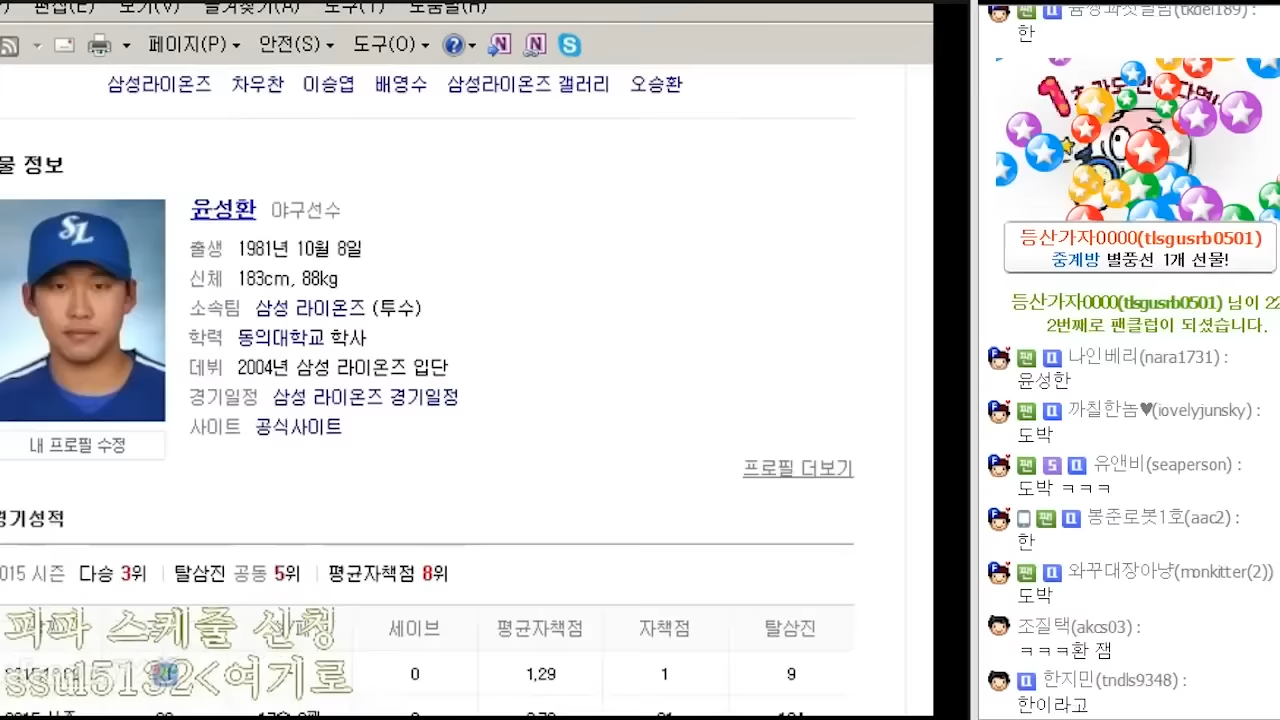 편집(E) 보기(V) 즐겨찾기(A) 도구(T) 도움말(H)
페이지(P) 안전(S) 도구(O)
삼성라이온즈 차우찬 이승엽 배영수 삼성라이온즈 갤러리 오승환
물 정보
SL
윤성환 야구선수
출생 1981년 10월 8일
신체 183cm, 88kg
소속팀 삼성 라이온즈 (투수)
학력 동의대학교 학사
데뷔 2004년 삼성 라이온즈 입단
경기일정 삼성 라이온즈 경기일정
사이트 공식사이트
내 프로필 수정
프로필 더보기
경기성적
2015 시즌 다승 3위 탈삼진 공동 5위 평균자책점 8위
세이브 평균자책점 자책점 탈삼진
0 1,29 1 9
파파 스케줄 신청
ssu15132<여기로
한
등산가자0000(tlsgusrb0501)
중계방 별풍선 1개 선물!
등산가자0000(tlsgusrb0501) 님이 22
2번째로 팬클럽이 되셨습니다.
팬 나인베리(nara1731) :
윤성한
팬 까칠한놈♥(iovelyjunsky) :
도박
팬 S 유앤비(seaperson) :
도박 ㅋㅋㅋ
팬 봉준로봇1호(aac2) :
한
팬 와꾸대장아냥(monkitter(2))
도박
조질택(akcs03) :
ㅋㅋㅋ환 잼
한지민(tndls9348) :
한이라고